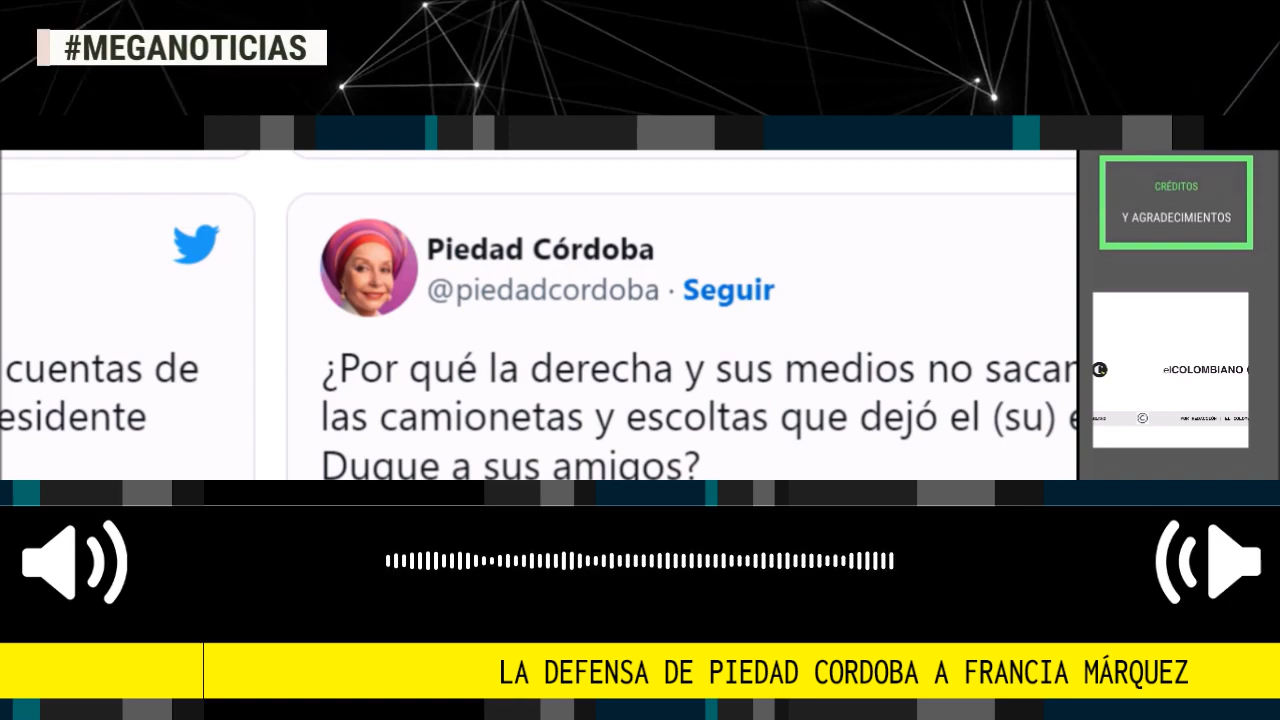 #MEGANOTICIAS
CRÉDITOS
Y AGRADECIMIENTOS
cuentas de
esidente
Piedad Córdoba
@piedadcordoba · Seguir
¿Por qué la derecha y sus medios no sacan
las camionetas y escoltas que dejó el (su) e
Duque a sus amigos?
elCOLOMBIANO
LA DEFENSA DE PIEDAD CORDOBA A FRANCIA MÁRQUEZ